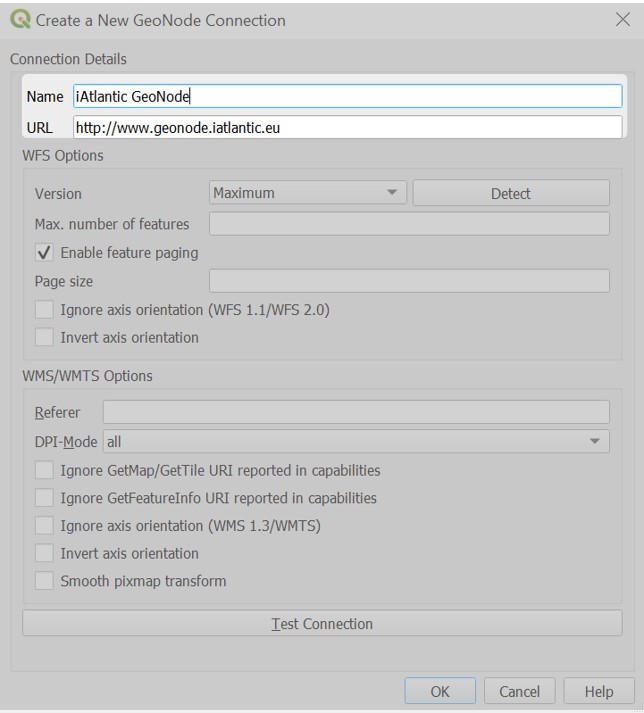 Create a New GeoNode Connection
Connection Details
Name iAtlantic GeoNode
URL http://www.geonode.iatlantic.eu
WFS Options
Version Maximum Detect
Max. number of features
Enable feature paging
Page size
Ignore axis orientation (WFS 1.1/WFS 2.0)
Invert axis orientation
WMS/WMTS Options
Referer
DPI-Mode all
Ignore GetMap/GetTile URI reported in capabilities
Ignore GetFeatureInfo URI reported in capabilities
Ignore axis orientation (WMS 1.3/WMTS)
Invert axis orientation
Smooth pixmap transform
Test Connection
OK Cancel Help